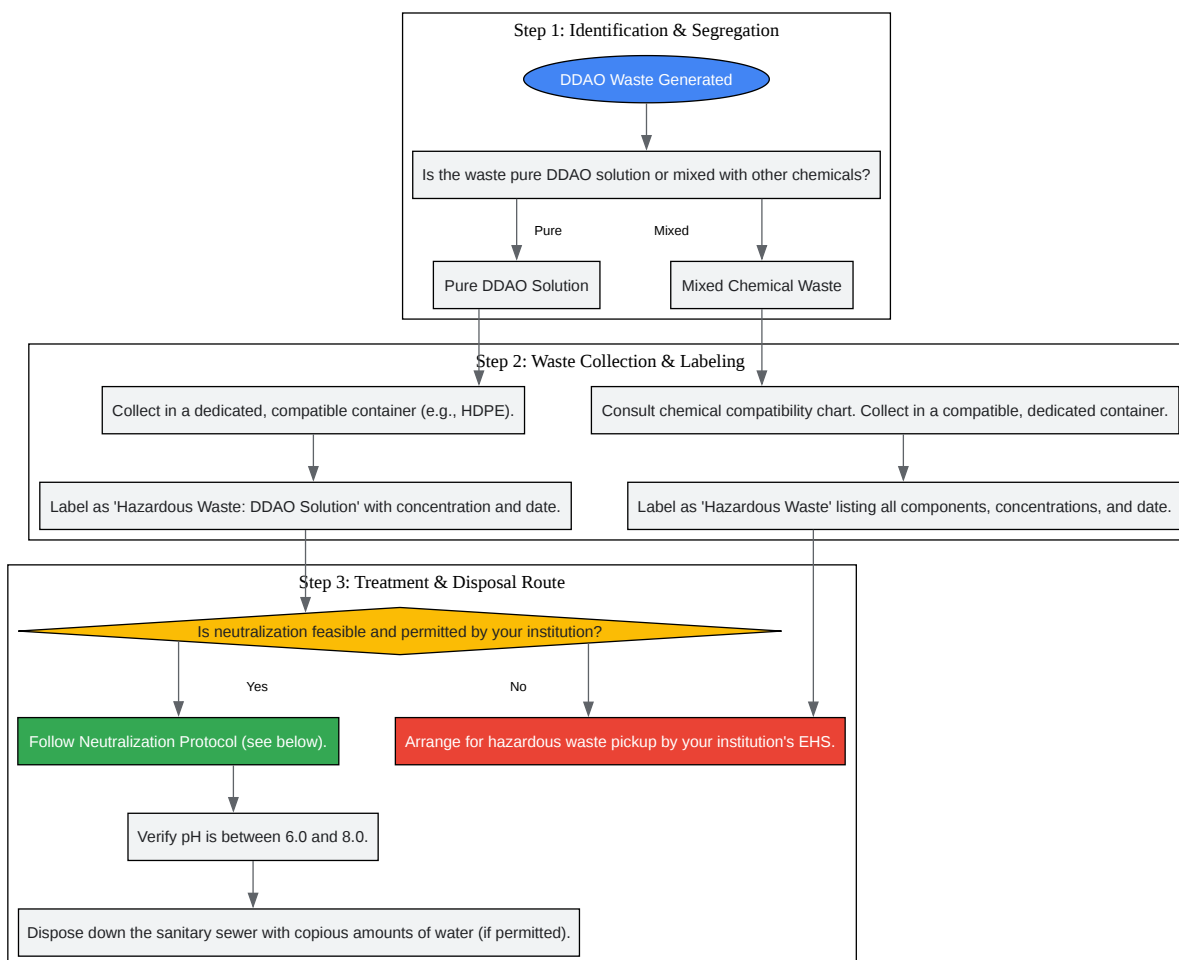 Step 1: Identification & Segregation
DDAO Waste Generated
Is the waste pure DDAO solution or mixed with other chemicals?
Pure
Mixed
Pure DDAO Solution
Mixed Chemical Waste
Step 2: Waste Collection & Labeling
Collect in a dedicated, compatible container (e.g., HDPE).
Consult chemical compatibility chart. Collect in a compatible, dedicated container.
Label as 'Hazardous Waste: DDAO Solution' with concentration and date.
Label as 'Hazardous Waste' listing all components, concentrations, and date.
Step 3: Treatment & Disposal Route
Is neutralization feasible and permitted by your institution?
Yes
No
Follow Neutralization Protocol (see below).
Arrange for hazardous waste pickup by your institution's EHS.
Verify pH is between 6.0 and 8.0.
Dispose down the sanitary sewer with copious amounts of water (if permitted).